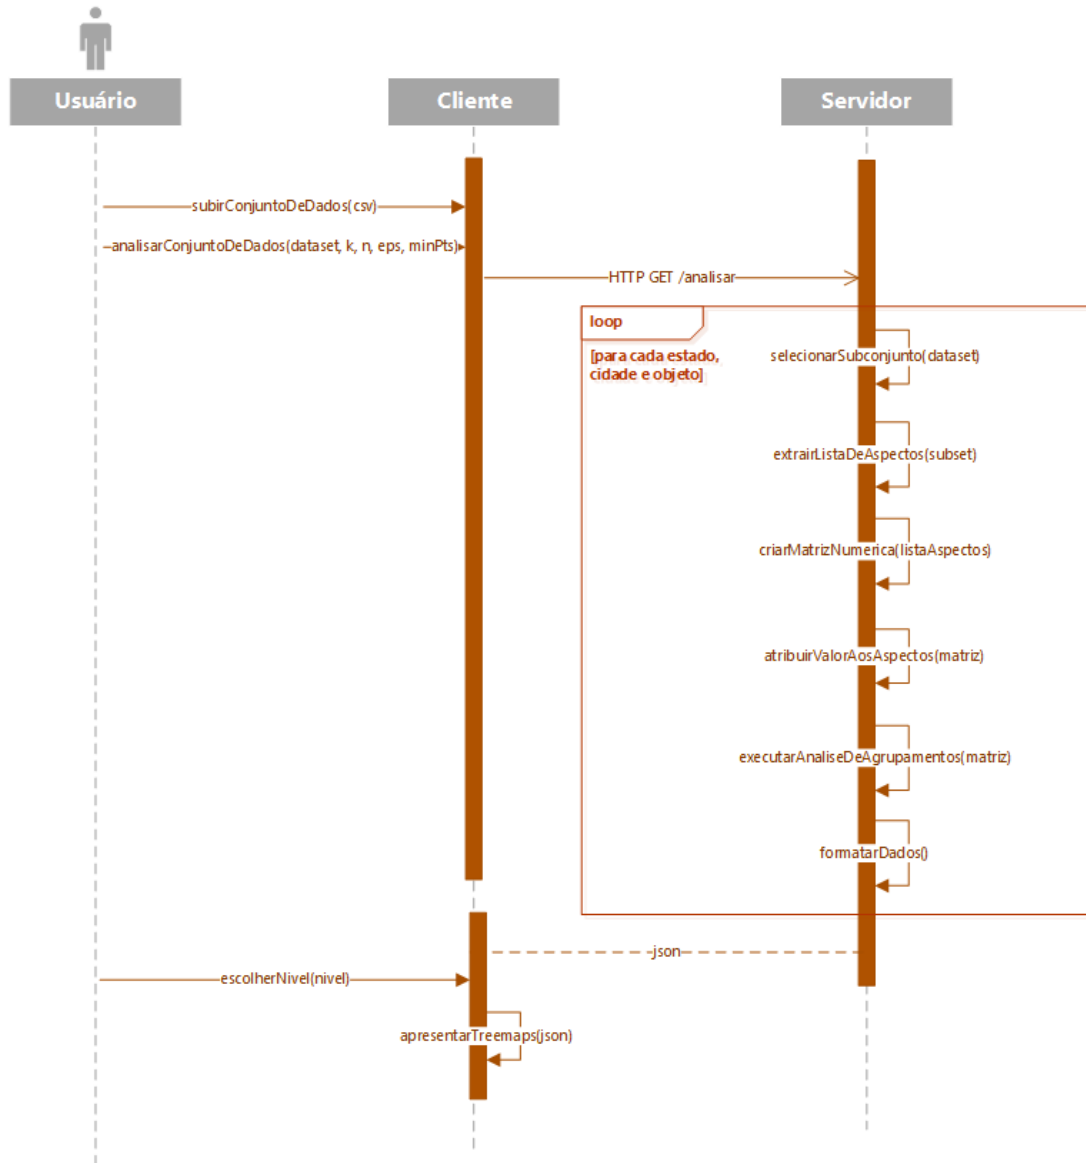 Usuário
Cliente
Servidor
subirConjuntoDeDados(csv)
analisarConjuntoDeDados(dataset, k, n, eps, minPts)
HTTP GET /analisar
loop
[para cada estado,
cidade e objeto]
selecionarSubconjunto(dataset)
extrairListaDeAspectos(subset)
criarMatrizNumerica(listaAspectos)
atribuirValorAosAspectos(matriz)
executarAnaliseDeAgrupamentos(matriz)
formatarDados()
json
escolherNivel(nivel)
apresentarTreemaps(json)